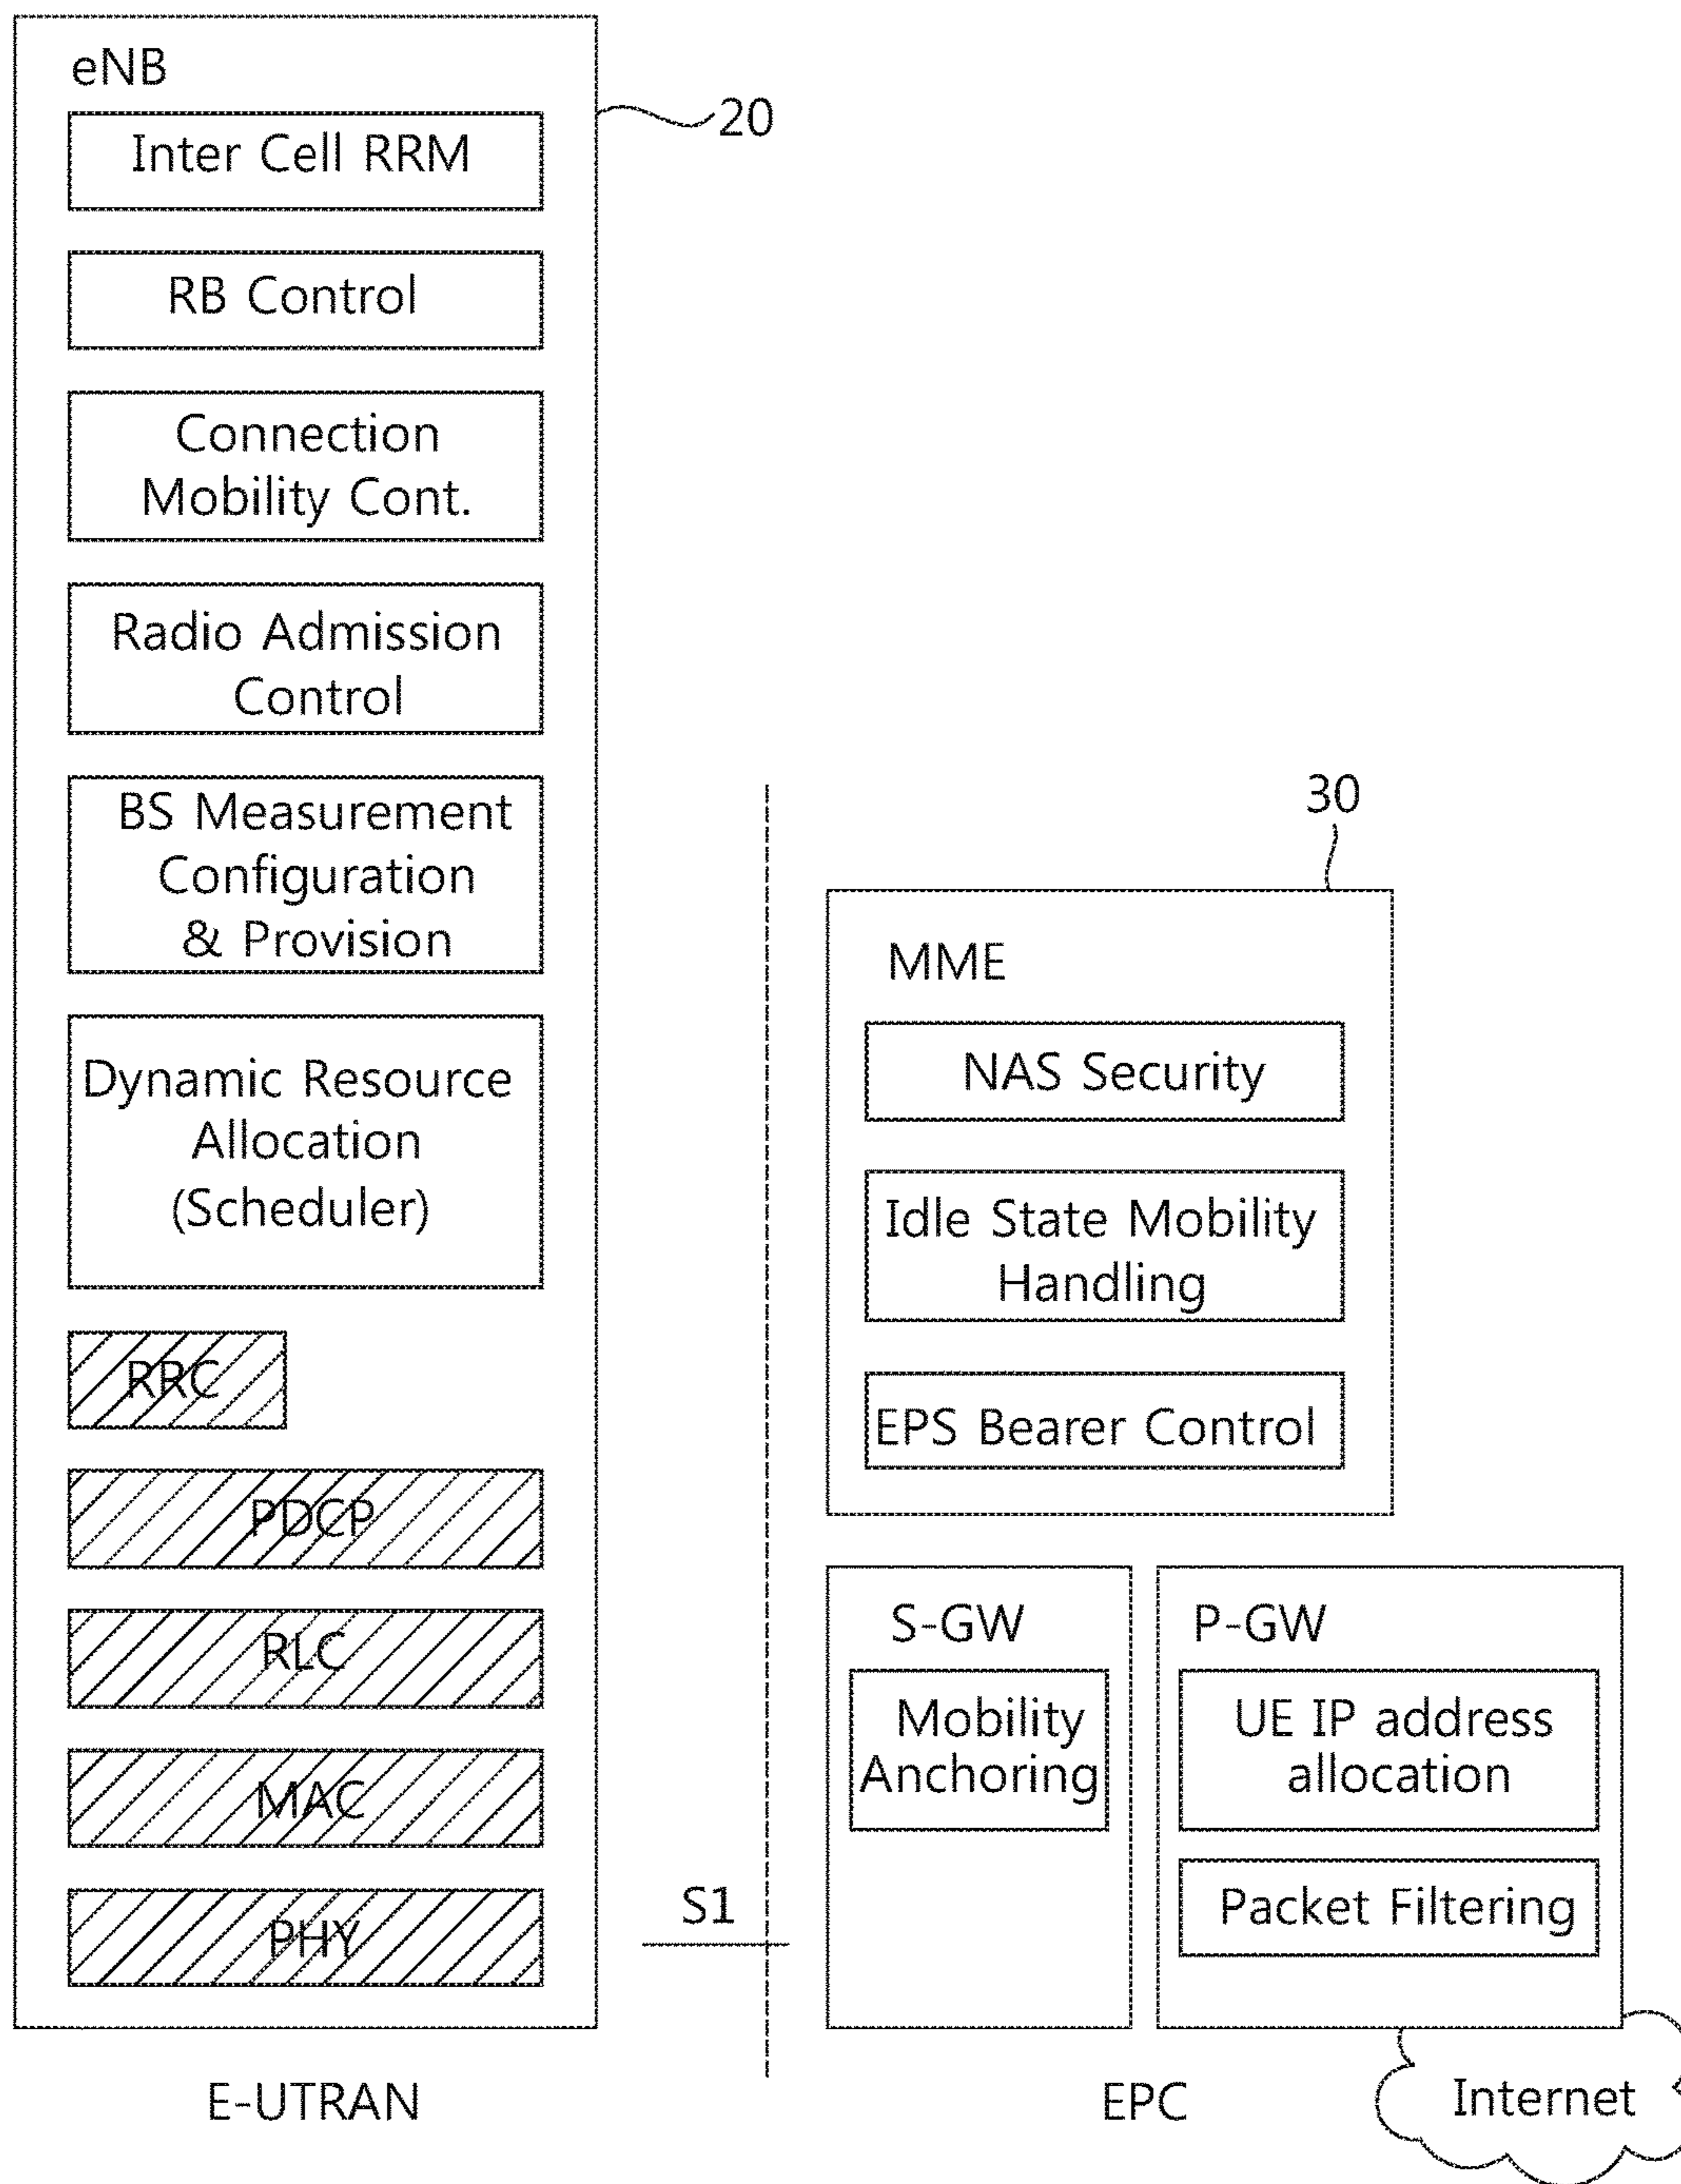 eNB
20
Inter Cell RRM
RB Control
Connection
Mobility Cont.
Radio Admission
Control
BS Measurement
Configuration
& Provision
Dynamic Resource
Allocation
(Scheduler)
RRC
PDCP
RLC
MAC
PHY
E-UTRAN
S1
30
MME
NAS Security
Idle State Mobility
Handling
EPS Bearer Control
S-GW
Mobility
Anchoring
P-GW
UE IP address
allocation
Packet Filtering
EPC
Internet